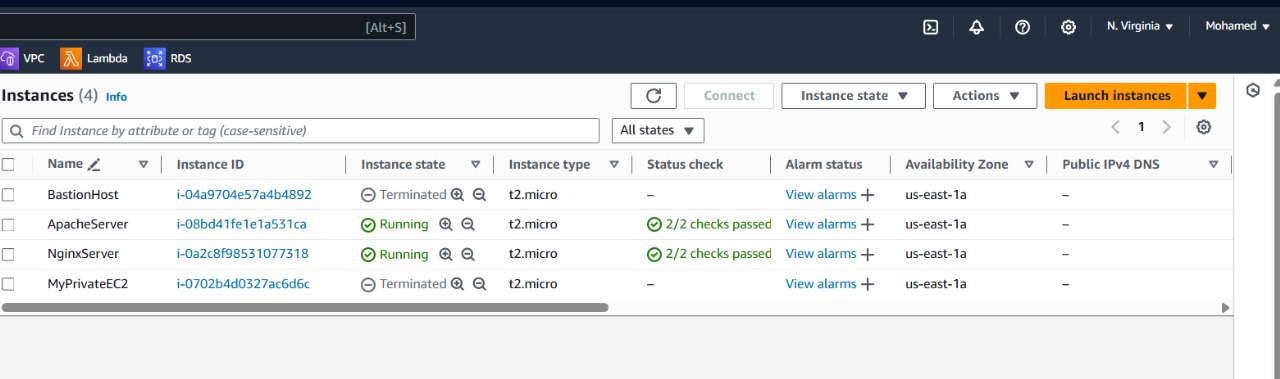 [Alt+S] N. Virginia Mohamed
VPC Lambda RDS
Instances (4) Info Connect Instance state Actions Launch instances
Find Instance by attribute or tag (case-sensitive) All states 1
Name Instance ID Instance state Instance type Status check Alarm status Availability Zone Public IPv4 DNS
BastionHost i-04a9704e57a4b4892 Terminated t2.micro – View alarms + us-east-1a –
ApacheServer i-08bd41fe1e1a531ca Running t2.micro 2/2 checks passed View alarms + us-east-1a –
NginxServer i-0a2c8f98531077318 Running t2.micro 2/2 checks passed View alarms + us-east-1a –
MyPrivateEC2 i-0702b4d0327ac6d6c Terminated t2.micro – View alarms + us-east-1a –